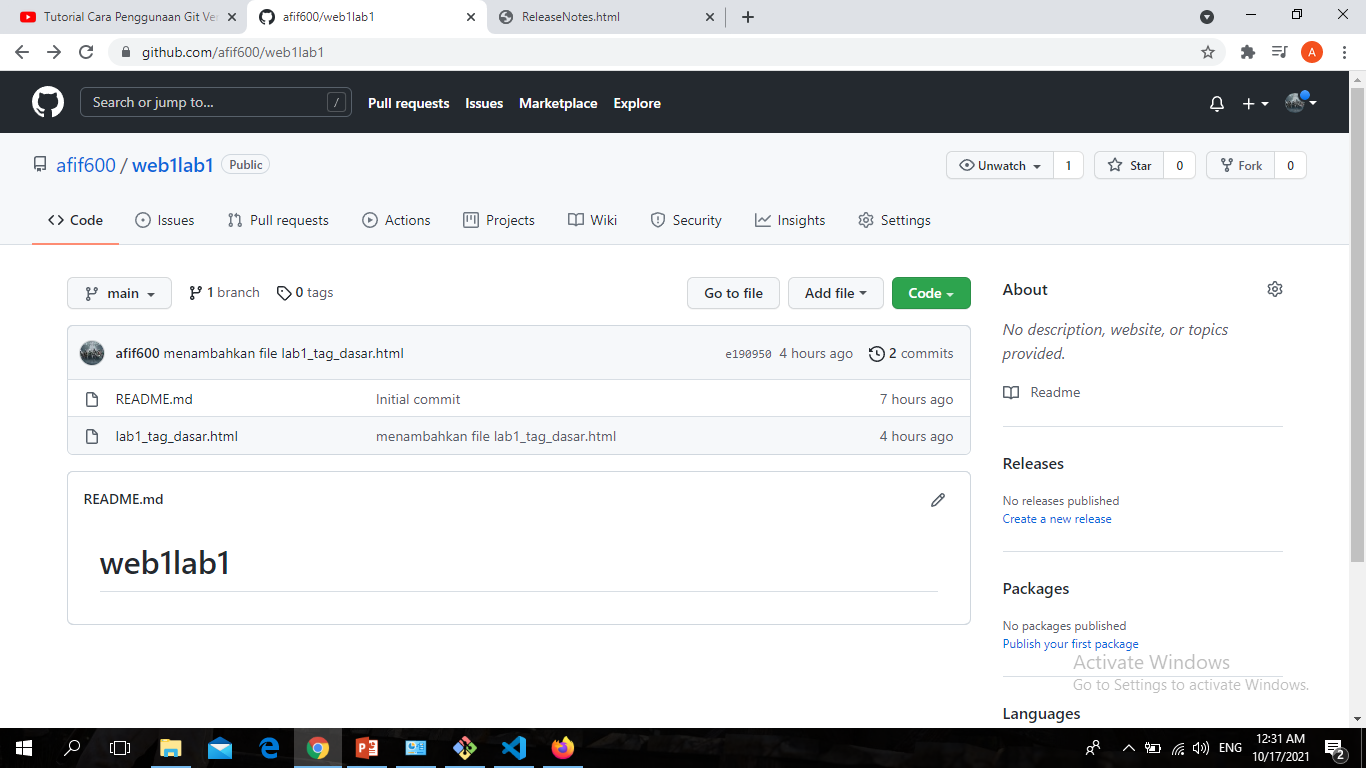 Tutorial Cara Penggunaan Git Ve
afif600/web1lab1
ReleaseNotes.html
github.com/afif600/web1lab1
A
Search or jump to...
/
Pull requests
Issues
Marketplace
Explore
afif600 / web1lab1
Public
Unwatch
1
Star
0
Fork
0
Code
Issues
Pull requests
Actions
Projects
Wiki
Security
Insights
Settings
main
1 branch
0 tags
Go to file
Add file
Code
afif600 menambahkan file lab1_tag_dasar.html
e190950 4 hours ago
2 commits
README.md
Initial commit
7 hours ago
lab1_tag_dasar.html
menambahkan file lab1_tag_dasar.html
4 hours ago
README.md
web1lab1
About
No description, website, or topics
provided.
Readme
Releases
No releases published
Create a new release
Packages
No packages published
Publish your first package
Activate Windows
Go to Settings to activate Windows.
Languages
ENG
12:31 AM
10/17/2021
2